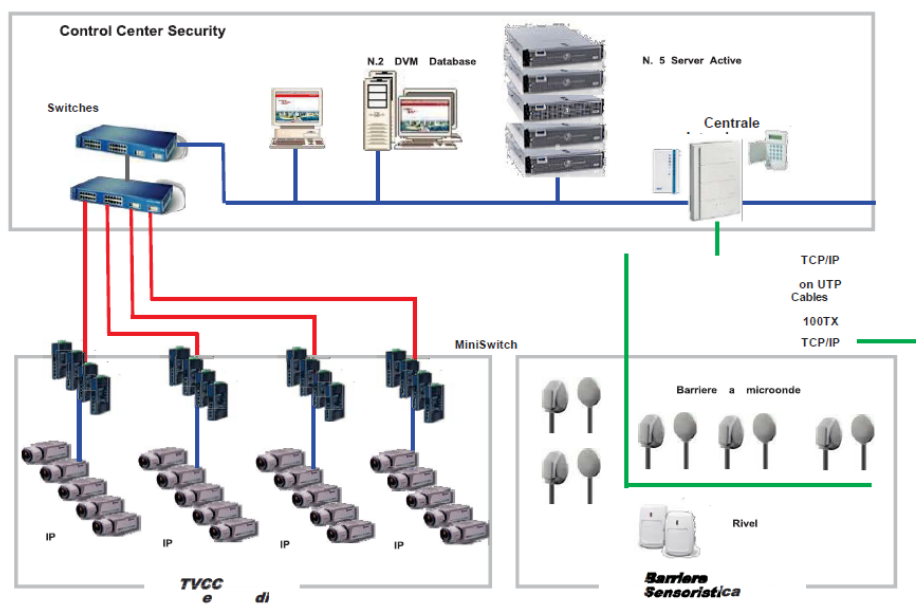 Control Center Security
N.2 DVM Database
N. 5 Server Active
Switches
Centrale
TCP/IP
on UTP
Cables
100TX
TCP/IP
MiniSwitch
Barriere a microonde
IP
IP
IP
IP
Rivel
TVCC
e di
Barriere
Sensoristica